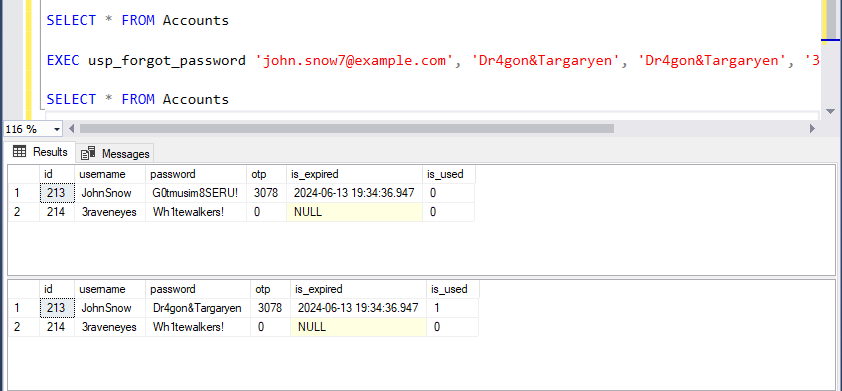 SELECT * FROM Accounts
EXEC usp_forgot_password 'john.snow7@example.com', 'Dr4gon&Targaryen', 'Dr4gon&Targaryen', '3
SELECT * FROM Accounts
116 %
Results Messages
id username password otp is_expired is_used
1 213 JohnSnow G0tmusim8SERU! 3078 2024-06-13 19:34:36.947 0
2 214 3raveneyes Wh1tewalkers! 0 NULL 0
id username password otp is_expired is_used
1 213 JohnSnow Dr4gon&Targaryen 3078 2024-06-13 19:34:36.947 1
2 214 3raveneyes Wh1tewalkers! 0 NULL 0